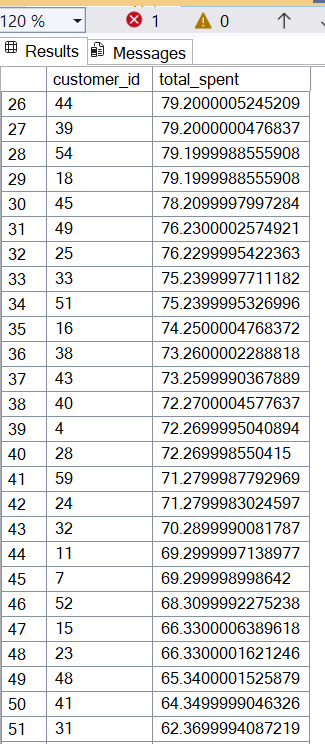 120 % 1 0
Results Messages
customer_id total_spent
26 44 79.2000005245209
27 39 79.2000000476837
28 54 79.1999988555908
29 18 79.1999988555908
30 45 78.2099997997284
31 49 76.2300002574921
32 25 76.2299995422363
33 33 75.2399997711182
34 51 75.2399995326996
35 16 74.2500004768372
36 38 73.2600002288818
37 43 73.2599990367889
38 40 72.2700004577637
39 4 72.2699995040894
40 28 72.269998550415
41 59 71.2799987792969
42 24 71.2799983024597
43 32 70.2899990081787
44 11 69.2999997138977
45 7 69.299998998642
46 52 68.3099992275238
47 15 66.3300006389618
48 23 66.3300001621246
49 48 65.3400001525879
50 41 64.3499999046326
51 31 62.3699994087219